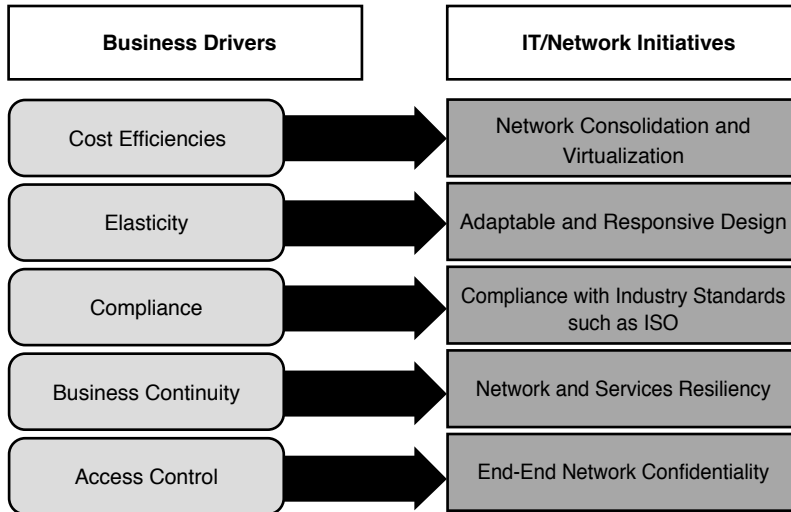 Business Drivers
IT/Network Initiatives
Cost Efficiencies
Network Consolidation and
Virtualization
Elasticity
Adaptable and Responsive Design
Compliance
Compliance with Industry Standards
such as ISO
Business Continuity
Network and Services Resiliency
Access Control
End-End Network Confidentiality